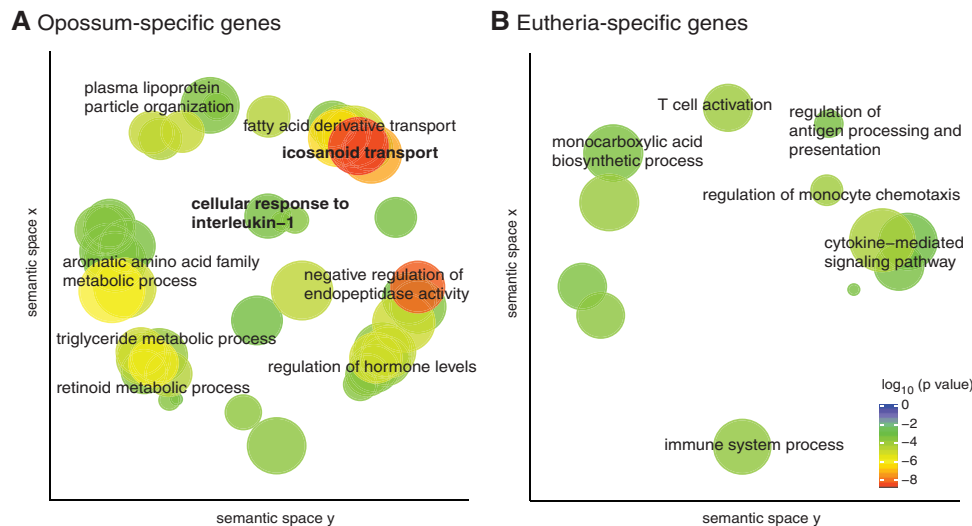 A Opossum-specific genes
plasma lipoprotein
particle organization
fatty acid derivative transport
icosanoid transport
cellular response to
interleukin−1
aromatic amino acid family
metabolic process
negative regulation of
endopeptidase activity
triglyceride metabolic process
regulation of hormone levels
retinoid metabolic process
semantic space x
semantic space y
B Eutheria-specific genes
T cell activation
regulation of
antigen processing and
presentation
monocarboxylic acid
biosynthetic process
regulation of monocyte chemotaxis
cytokine−mediated
signaling pathway
immune system process
log10 (p value)
0
−2
−4
−6
−8
semantic space x
semantic space y